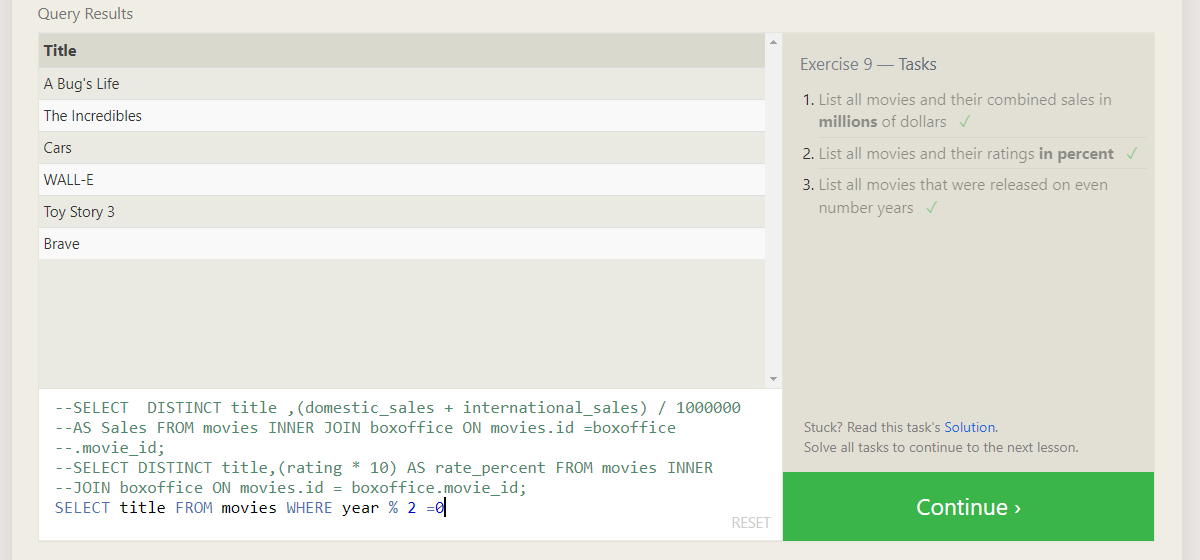 Query Results
Title
A Bug's Life
The Incredibles
Cars
WALL-E
Toy Story 3
Brave
--SELECT  DISTINCT title ,(domestic_sales + international_sales) / 1000000
--AS Sales FROM movies INNER JOIN boxoffice ON movies.id =boxoffice
--.movie_id;
--SELECT DISTINCT title,(rating * 10) AS rate_percent FROM movies INNER
--JOIN boxoffice ON movies.id = boxoffice.movie_id;
SELECT title FROM movies WHERE year % 2 =0
RESET
Exercise 9 — Tasks
1. List all movies and their combined sales in
millions of dollars ✓
2. List all movies and their ratings in percent ✓
3. List all movies that were released on even
number years ✓
Stuck? Read this task's Solution.
Solve all tasks to continue to the next lesson.
Continue ›